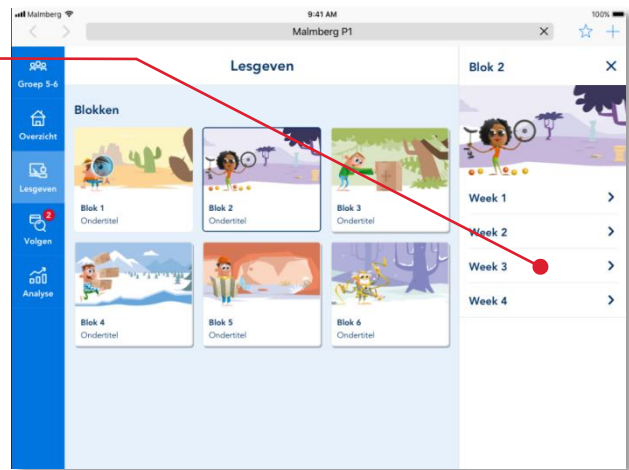 Malmberg
9:41 AM
100%
Malmberg P1
Groep 5-6
Overzicht
Lesgeven
2
Volgen
Analyse
Lesgeven
Blokken
Blok 1
Ondertitel
Blok 2
Ondertitel
Blok 3
Ondertitel
Blok 4
Ondertitel
Blok 5
Ondertitel
Blok 6
Ondertitel
Blok 2
Week 1
Week 2
Week 3
Week 4